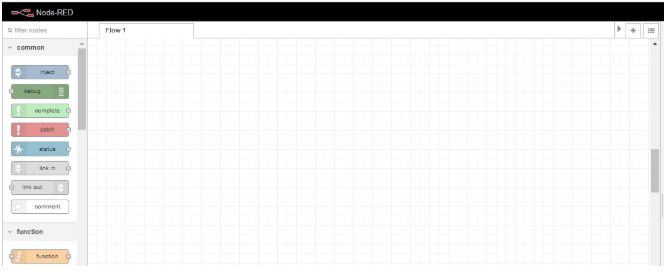 Node-RED
filter nodes
Flow 1
common
inject
debug
complete
catch
status
link in
link out
comment
function
function